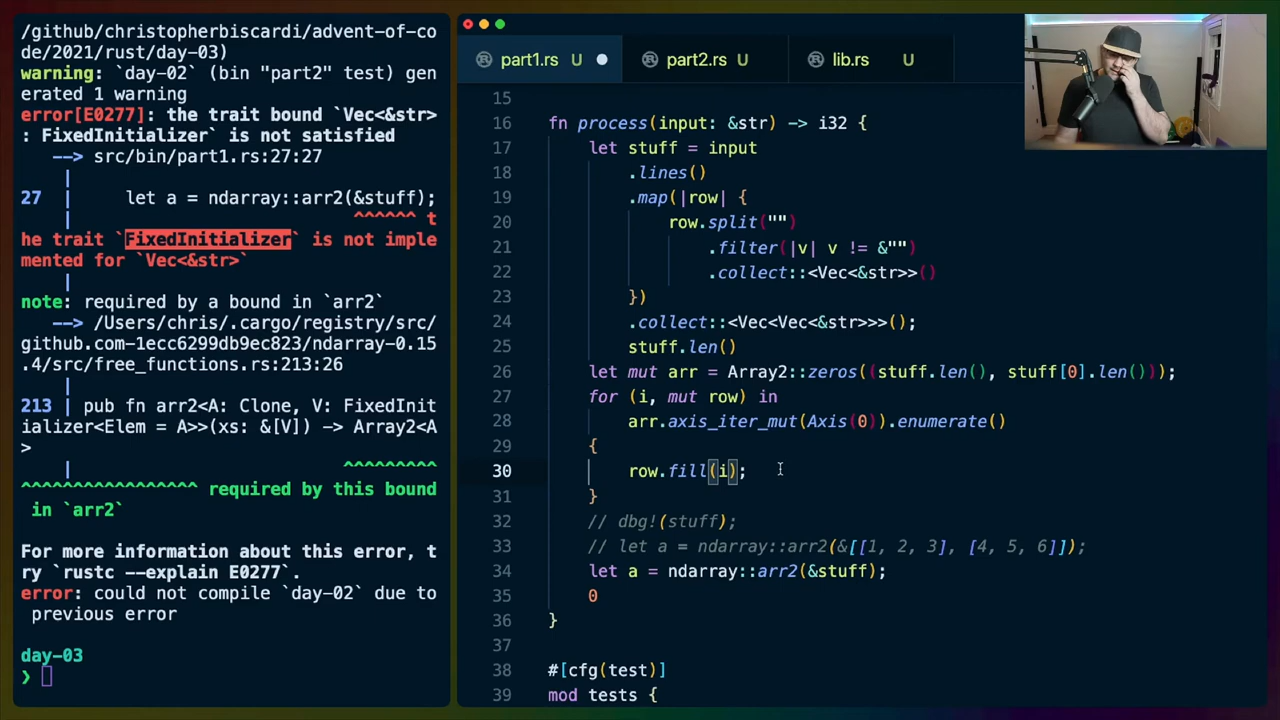 /github/christopherbiscardi/advent-of-co
de/2021/rust/day-03)
warning: `day-02` (bin "part2" test) gen
erated 1 warning
error[E0277]: the trait bound `Vec<&str>
: FixedInitializer` is not satisfied
--> src/bin/part1.rs:27:27
|
27 | let a = ndarray::arr2(&stuff);
| ^^^^^^ t
he trait `FixedInitializer` is not imple
mented for `Vec<&str>`
|
note: required by a bound in `arr2`
--> /Users/chris/.cargo/registry/src/
github.com-1ecc6299db9ec823/ndarray-0.15
.4/src/free_functions.rs:213:26
|
213 | pub fn arr2<A: Clone, V: FixedInit
ializer<Elem = A>>(xs: &[V]) -> Array2<A
>
| ^^^^^^^^^
^^^^^^^^^^^^^^^^^ required by this bound
in `arr2`
For more information about this error, t
ry `rustc --explain E0277`.
error: could not compile `day-02` due to
previous error
day-03
❯
part1.rs U
part2.rs U
lib.rs U
15
16 fn process(input: &str) -> i32 {
17 let stuff = input
18 .lines()
19 .map(|row| {
20 row.split("")
21 .filter(|v| v != &"")
22 .collect::<Vec<&str>>()
23 })
24 .collect::<Vec<Vec<&str>>>();
25 stuff.len()
26 let mut arr = Array2::zeros((stuff.len(), stuff[0].len()));
27 for (i, mut row) in
28 arr.axis_iter_mut(Axis(0)).enumerate()
29 {
30 row.fill(i);
31 }
32 // dbg!(stuff);
33 // let a = ndarray::arr2(&[[1, 2, 3], [4, 5, 6]]);
34 let a = ndarray::arr2(&stuff);
35 0
36 }
37
38 #[cfg(test)]
39 mod tests {